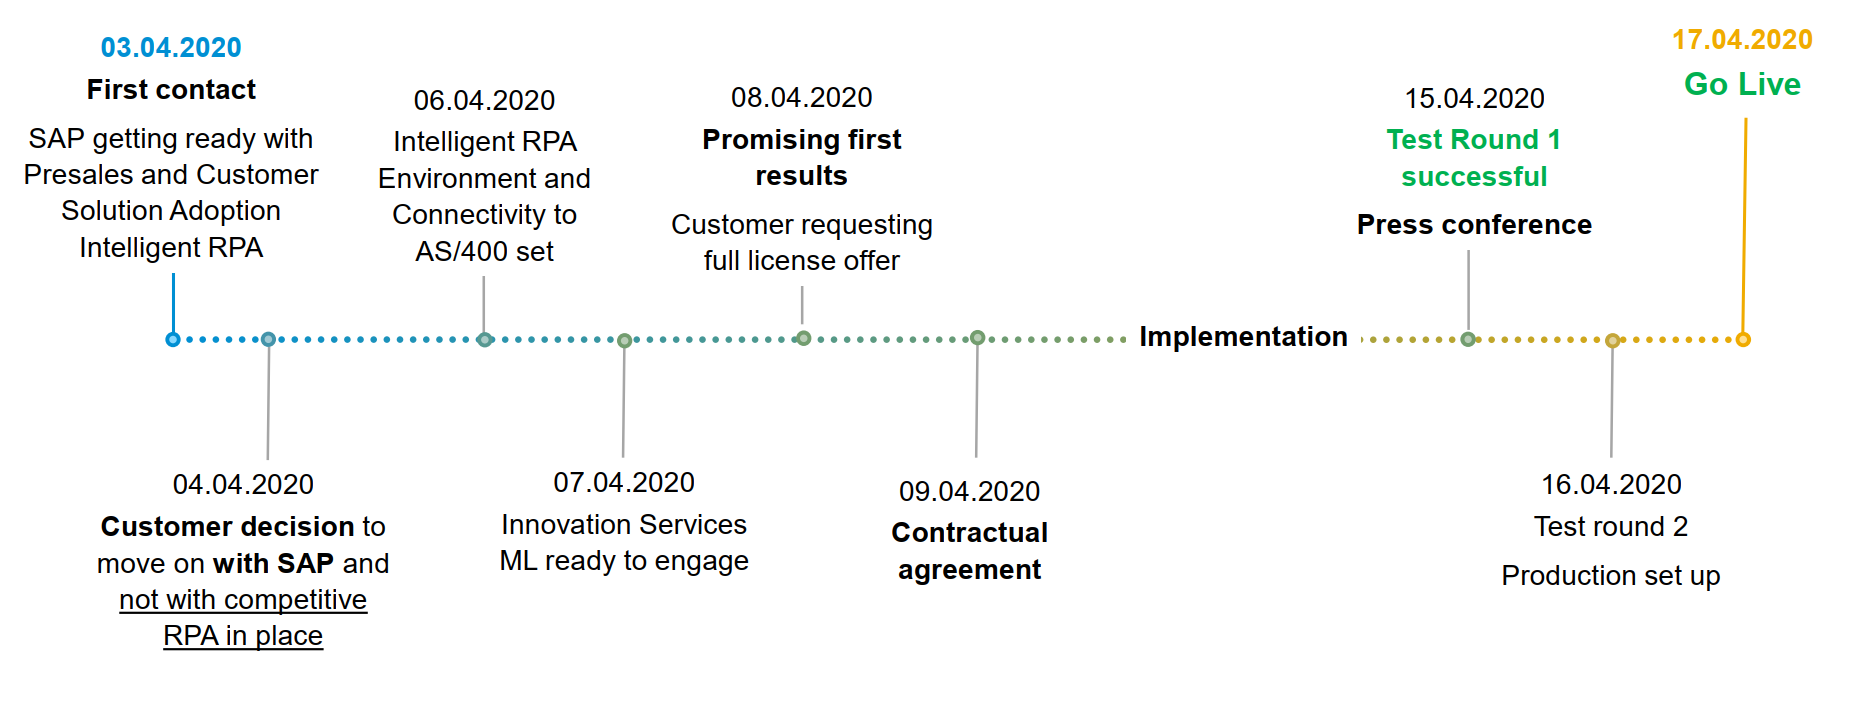 03.04.2020
First contact
SAP getting ready with
Presales and Customer
Solution Adoption
Intelligent RPA
06.04.2020
Intelligent RPA
Environment and
Connectivity to
AS/400 set
08.04.2020
Promising first
results
Customer requesting
full license offer
15.04.2020
Test Round 1
successful
Press conference
17.04.2020
Go Live
Implementation
04.04.2020
Customer decision to
move on with SAP and
not with competitive
RPA in place
07.04.2020
Innovation Services
ML ready to engage
09.04.2020
Contractual
agreement
16.04.2020
Test round 2
Production set up